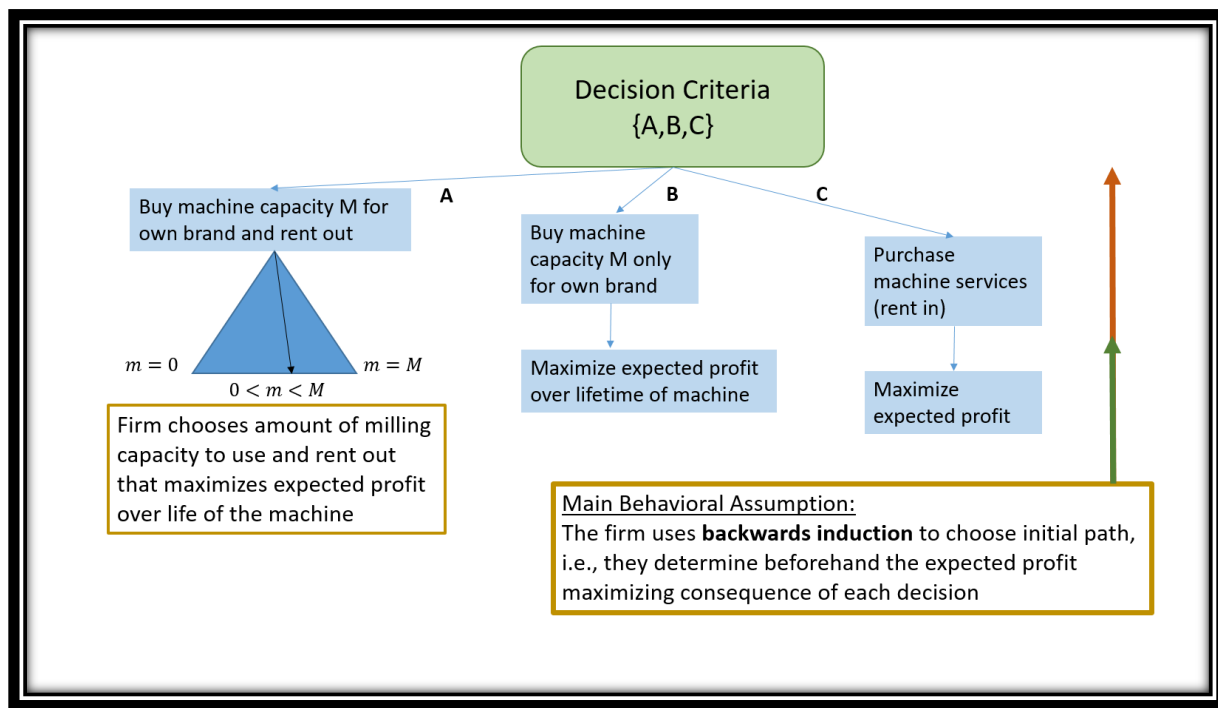 Decision Criteria
{A,B,C}
A
B
C
Buy machine capacity M for
own brand and rent out
Buy machine
capacity M only
for own brand
Purchase
machine services
(rent in)
m = 0
m = M
0 < m < M
Maximize expected profit
over lifetime of machine
Maximize
expected profit
Firm chooses amount of milling
capacity to use and rent out
that maximizes expected profit
over life of the machine
Main Behavioral Assumption:
The firm uses backwards induction to choose initial path,
i.e., they determine beforehand the expected profit
maximizing consequence of each decision